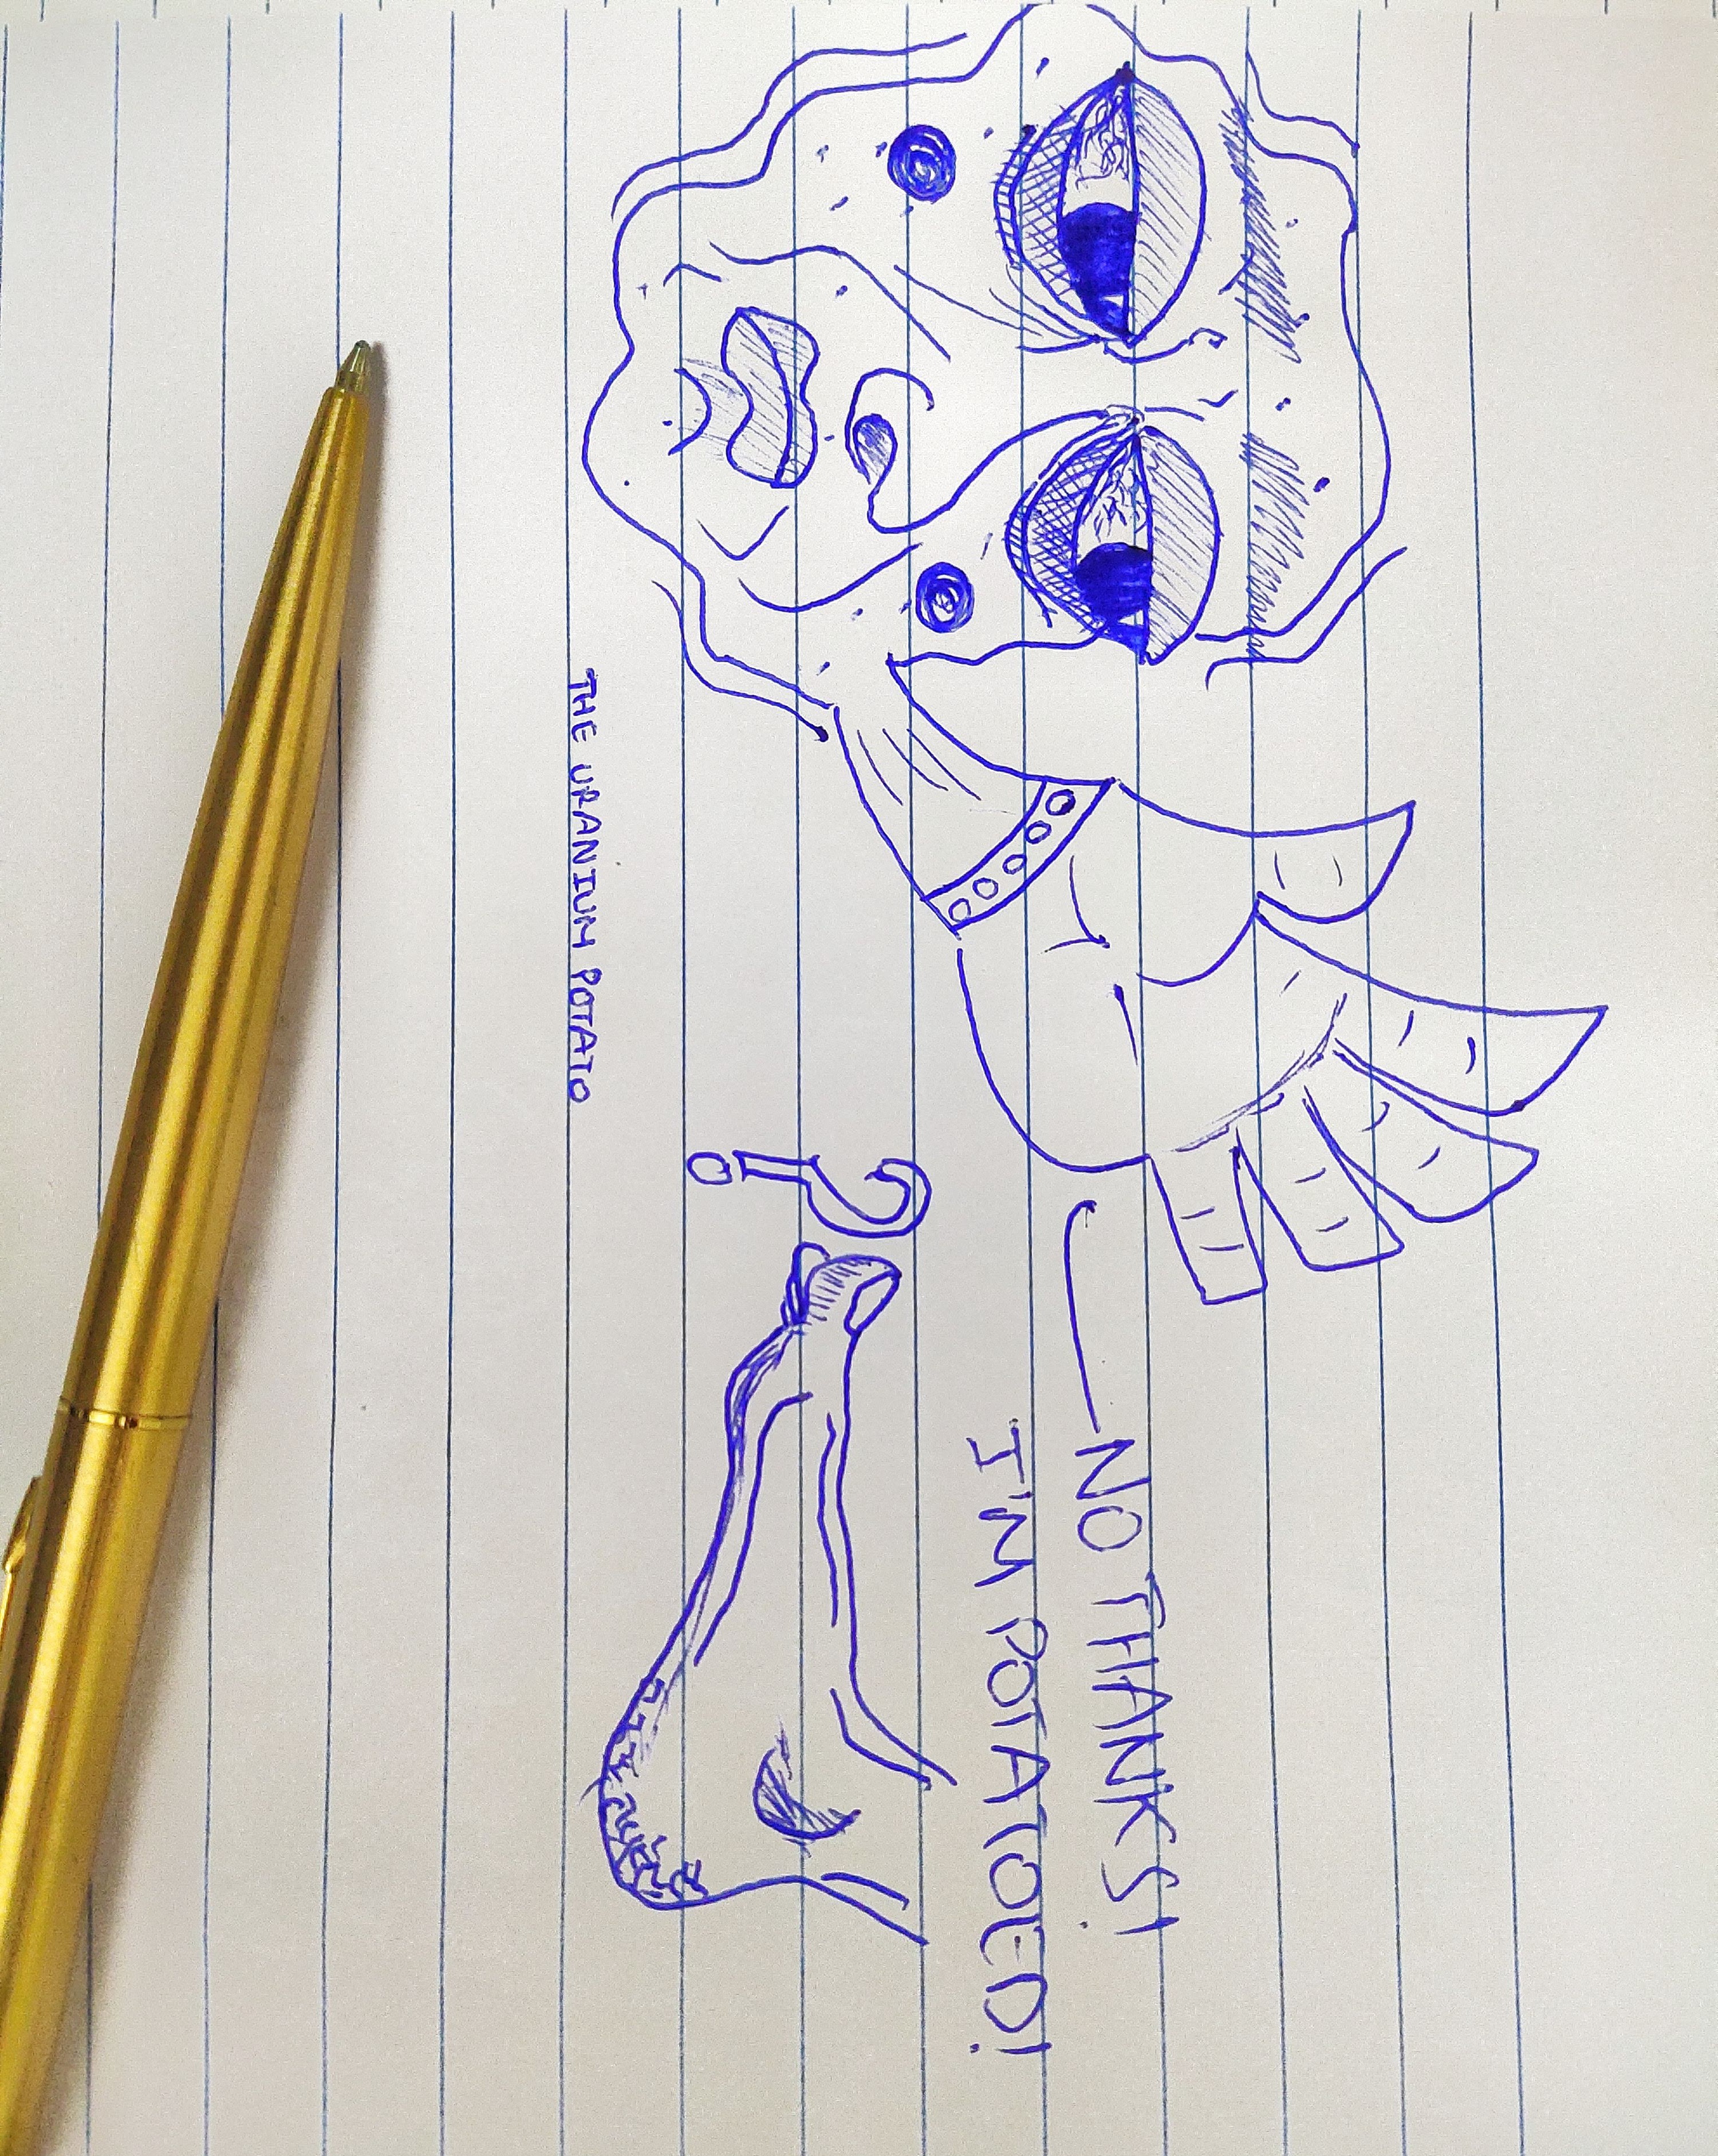 NO THANKS!
I'M POTATOED!
?
THE URANIUM POTATO